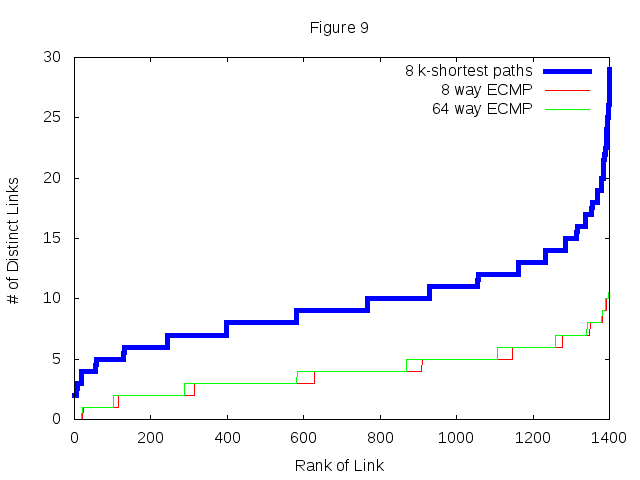 Figure 9
30
25
20
15
10
5
0
# of Distinct Links
8 k-shortest paths
8 way ECMP
64 way ECMP
0 200 400 600 800 1000 1200 1400
Rank of Link